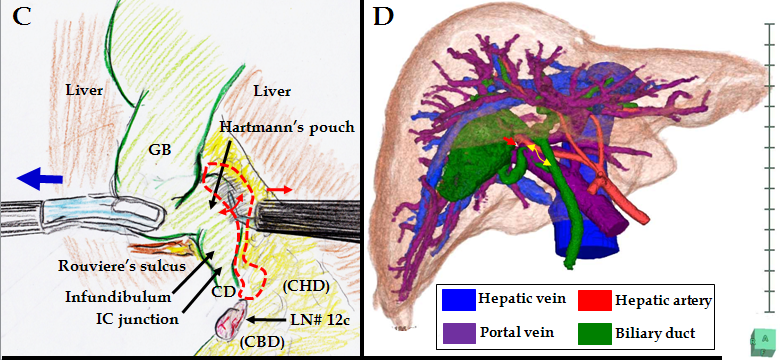 C
Liver
Liver
Hartmann's pouch
GB
Rouviere's sulcus
Infundibulum
IC junction
CD
(CHD)
LN# 12c
(CBD)
D
Hepatic vein
Hepatic artery
Portal vein
Biliary duct
A